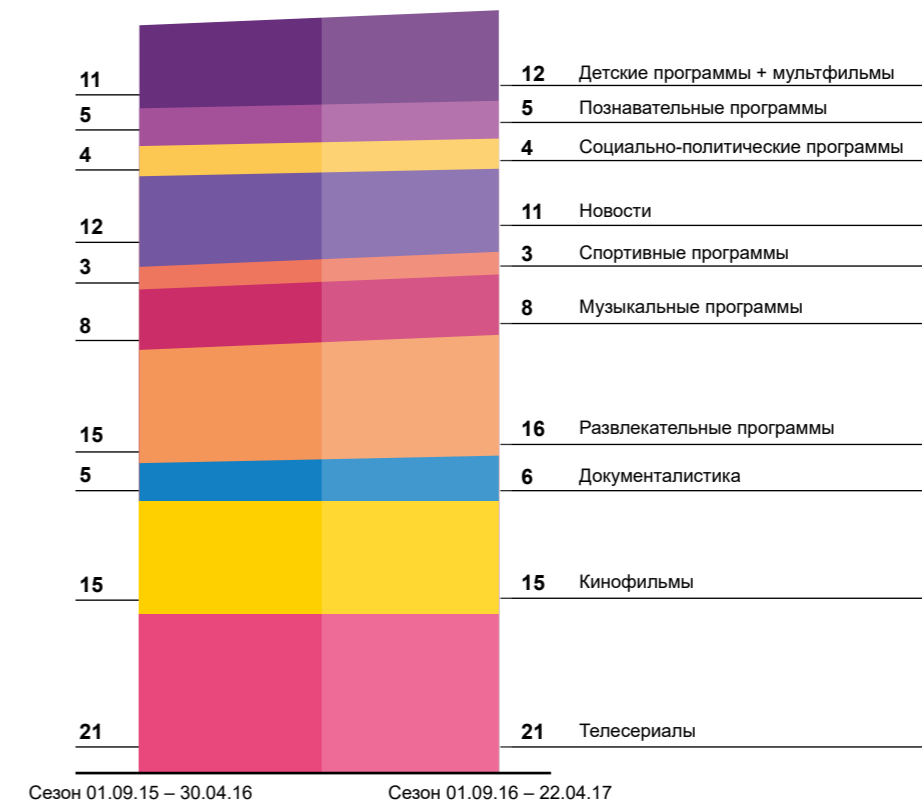 11 12 Детские программы + мультфильмы
5 5 Познавательные программы
4 4 Социально-политические программы
12 11 Новости
3 3 Спортивные программы
8 8 Музыкальные программы
15 16 Развлекательные программы
5 6 Документалистика
15 15 Кинофильмы
21 21 Телесериалы
Сезон 01.09.15 – 30.04.16 Сезон 01.09.16 – 22.04.17